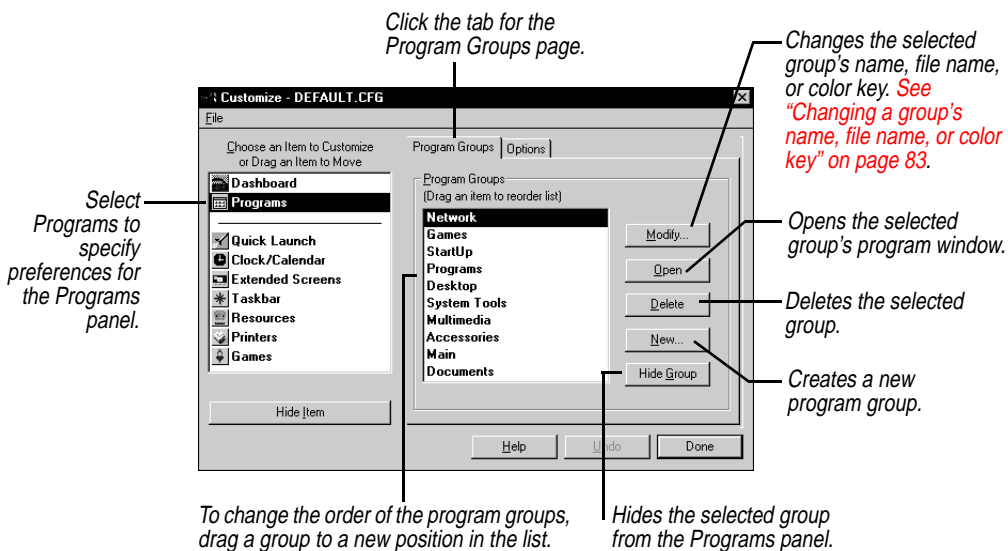 Click the tab for the
Program Groups page.
Changes the selected
group's name, file name,
or color key. See
"Changing a group's
name, file name, or color
key" on page 83.
Customize - DEFAULT.CFG
File
Choose an Item to Customize
or Drag an Item to Move
Dashboard
Programs
Quick Launch
Clock/Calendar
Extended Screens
Taskbar
Resources
Printers
Games
Hide Item
Program Groups
Options
Program Groups
(Drag an item to reorder list)
Network
Games
StartUp
Programs
Desktop
System Tools
Multimedia
Accessories
Main
Documents
Modify...
Open
Delete
New...
Hide Group
Help
Undo
Done
Select
Programs to
specify
preferences for
the Programs
panel.
Opens the selected
group's program window.
Deletes the selected
group.
Creates a new
program group.
To change the order of the program groups,
drag a group to a new position in the list.
Hides the selected group
from the Programs panel.